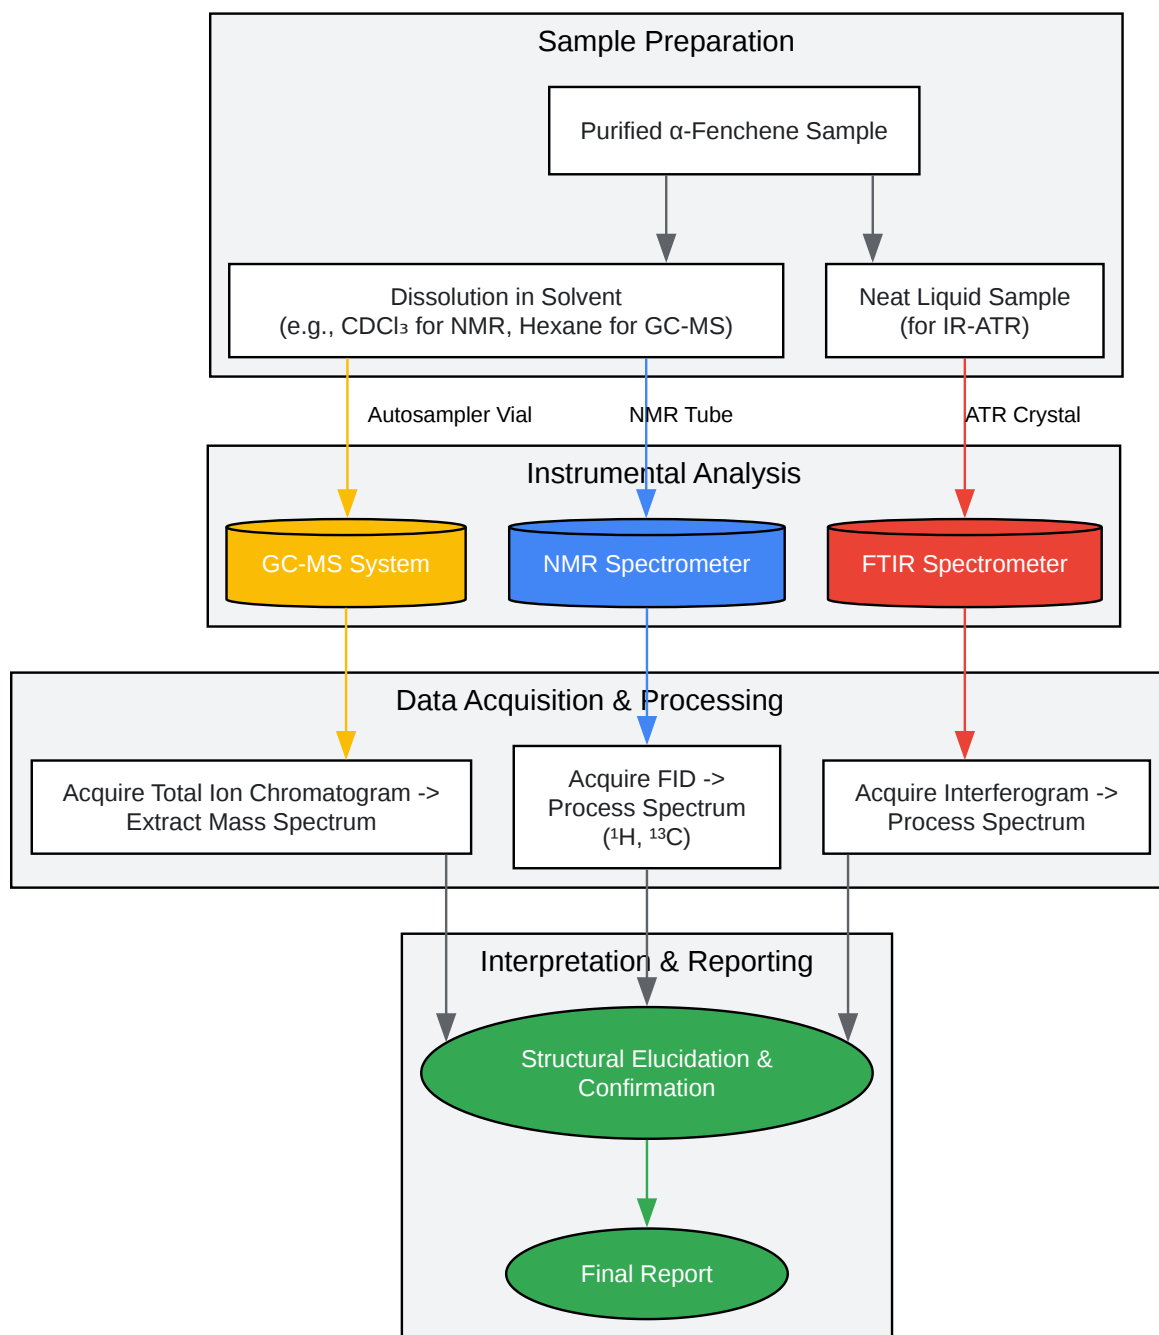 Sample Preparation
Purified α-Fenchene Sample
Dissolution in Solvent
(e.g., CDCl₃ for NMR, Hexane for GC-MS)
Neat Liquid Sample
(for IR-ATR)
Autosampler Vial
NMR Tube
ATR Crystal
Instrumental Analysis
GC-MS System
NMR Spectrometer
FTIR Spectrometer
Data Acquisition & Processing
Acquire Total Ion Chromatogram ->
Extract Mass Spectrum
Acquire FID ->
Process Spectrum
(¹H, ¹³C)
Acquire Interferogram ->
Process Spectrum
Interpretation & Reporting
Structural Elucidation &
Confirmation
Final Report